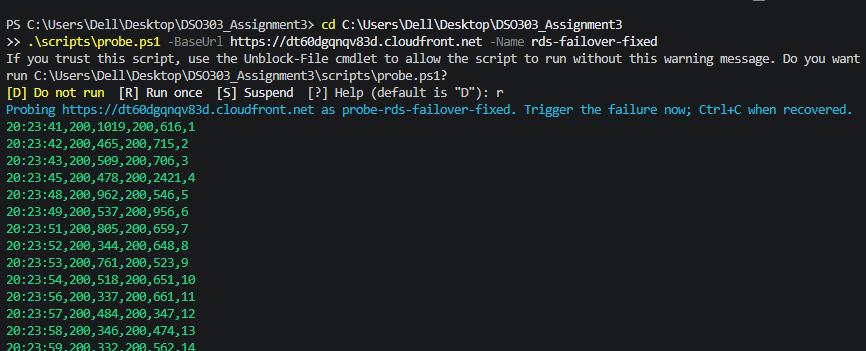 PS C:\Users\Dell\Desktop\DSO303_Assignment3> cd C:\Users\Dell\Desktop\DSO303_Assignment3
>> .\scripts\probe.ps1 -BaseUrl https://dt60dgqnqv83d.cloudfront.net -Name rds-failover-fixed
If you trust this script, use the Unblock-File cmdlet to allow the script to run without this warning message. Do you want
run C:\Users\Dell\Desktop\DSO303_Assignment3\scripts\probe.ps1?
[D] Do not run  [R] Run once  [S] Suspend  [?] Help (default is "D"): r
Probing https://dt60dgqnqv83d.cloudfront.net as probe-rds-failover-fixed. Trigger the failure now; Ctrl+C when recovered.
20:23:41,200,1019,200,616,1
20:23:42,200,465,200,715,2
20:23:43,200,509,200,706,3
20:23:45,200,478,200,2421,4
20:23:48,200,962,200,546,5
20:23:49,200,537,200,956,6
20:23:51,200,805,200,659,7
20:23:52,200,344,200,648,8
20:23:53,200,761,200,523,9
20:23:54,200,518,200,651,10
20:23:56,200,337,200,661,11
20:23:57,200,484,200,347,12
20:23:58,200,346,200,474,13
20:23:59,200,332,200,562,14